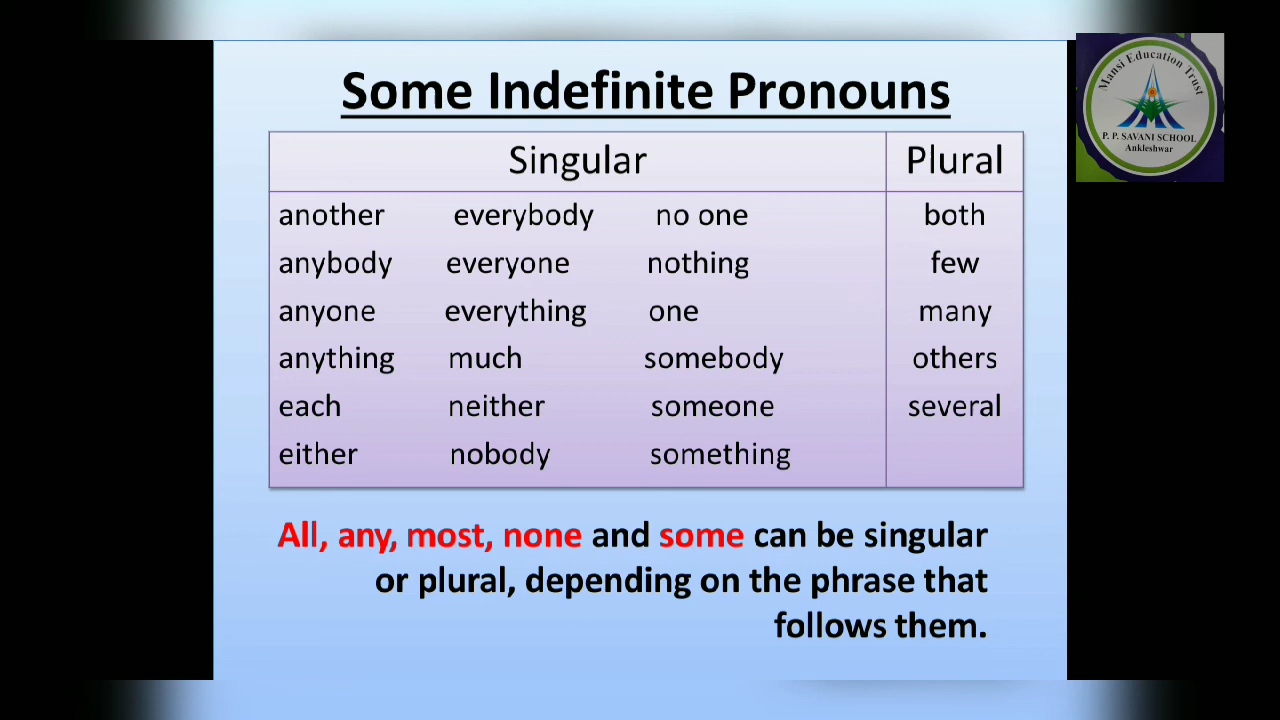 Some Indefinite Pronouns
Singular Plural
another everybody no one both
anybody everyone nothing few
anyone everything one many
anything much somebody others
each neither someone several
either nobody something
All, any, most, none and some can be singular
or plural, depending on the phrase that
follows them.
Mansi Education Trust
P. P. SAVANI SCHOOL
Ankleshwar